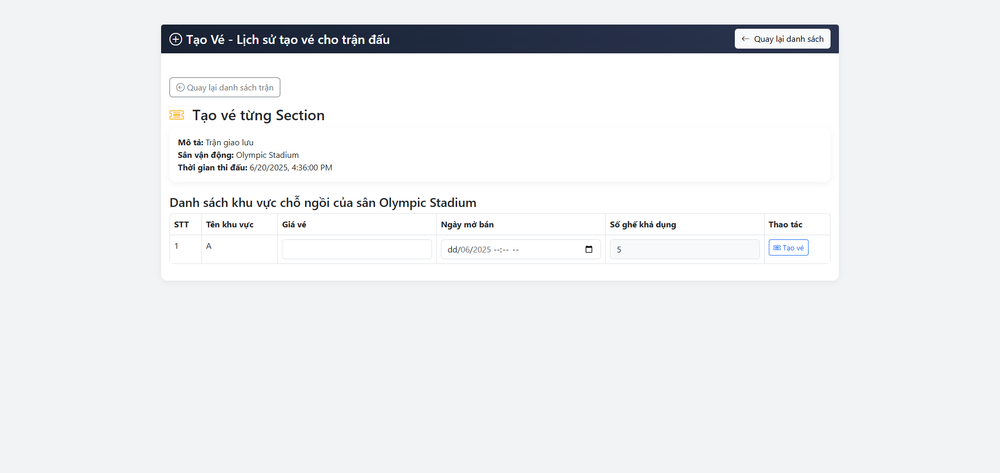 Tạo Vé - Lịch sử tạo vé cho trận đấu
Quay lại danh sách
Quay lại danh sách trận
Tạo vé từng Section
Mô tả: Trận giao lưu
Sân vận động: Olympic Stadium
Thời gian thi đấu: 6/20/2025, 4:36:00 PM
Danh sách khu vực chỗ ngồi của sân Olympic Stadium
STT Tên khu vực Giá vé Ngày mở bán Số ghế khả dụng Thao tác
1 A dd/06/2025 --:-- -- 5 Tạo vé